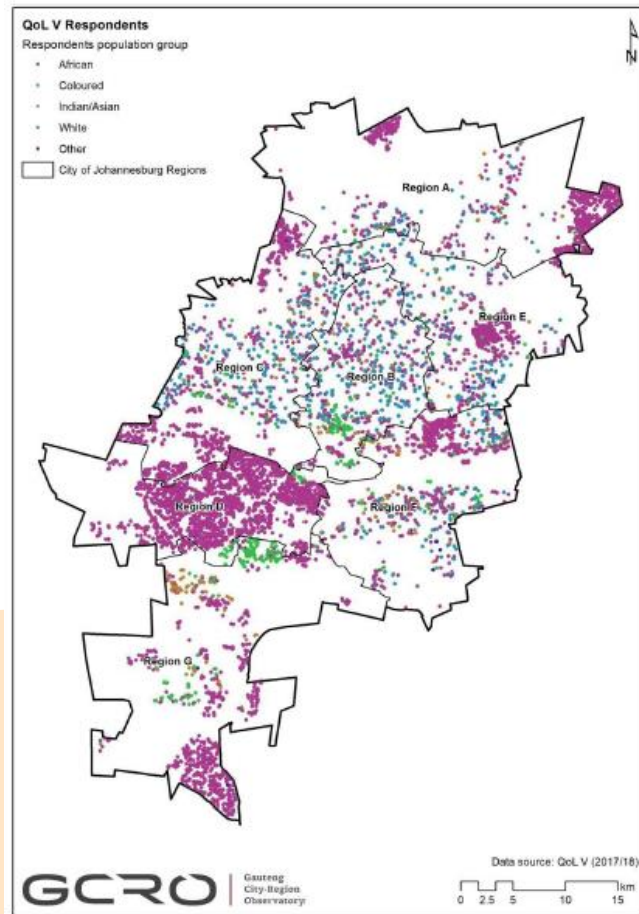 QoL V Respondents
Respondents population group
African
Coloured
Indian/Asian
White
Other
City of Johannesburg Regions
N
Region A
Region E
Region C
Region B
Region D
Region F
Region G
Data source: QoL V (2017/18)
GCRO
Gauteng
City-Region
Observatory
km
0 2.5 5 10 15